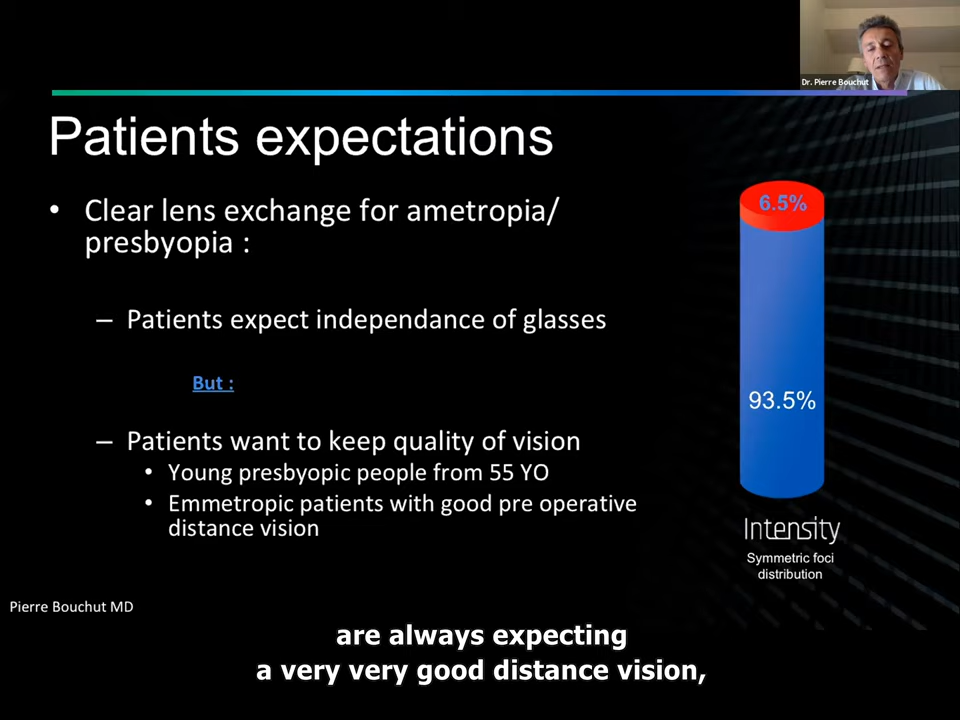 Dr. Pierre Bouchut
Patients expectations
• Clear lens exchange for ametropia/
presbyopia :
– Patients expect independance of glasses
But :
– Patients want to keep quality of vision
• Young presbyopic people from 55 YO
• Emmetropic patients with good pre operative
distance vision
6.5%
93.5%
Intensity
Symmetric foci
distribution
Pierre Bouchut MD
are always expecting
a very very good distance vision,